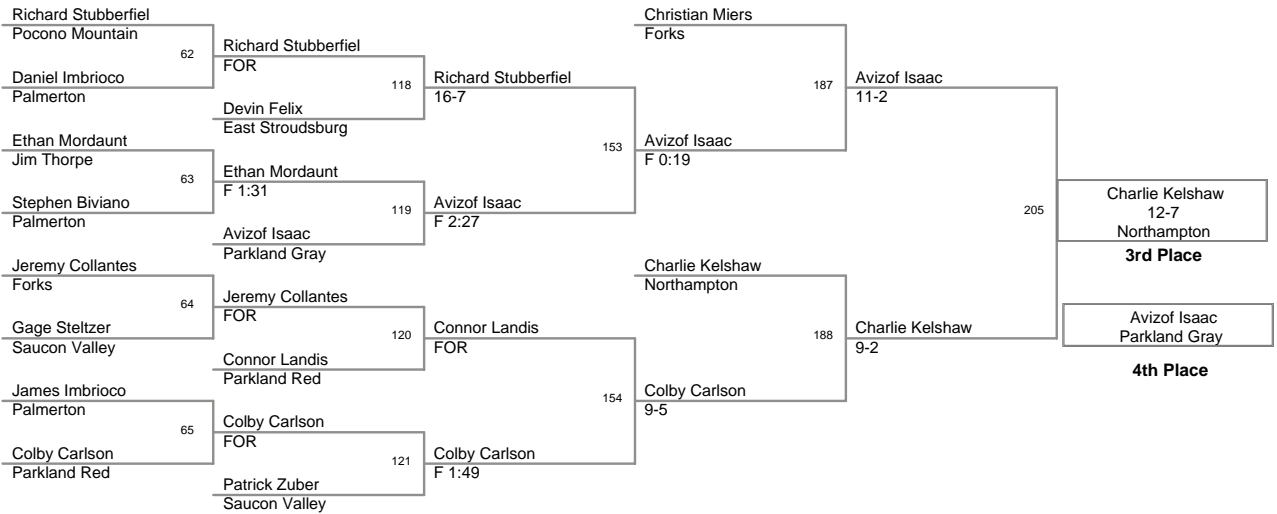 Richard Stubberfiel
Pocono Mountain
62
Daniel Imbrioco
Palmerton
Ethan Mordaunt
Jim Thorpe
63
Stephen Biviano
Palmerton
Jeremy Collantes
Forks
64
Gage Steltzer
Saucon Valley
James Imbrioco
Palmerton
65
Colby Carlson
Parkland Red
Richard Stubberfiel
FOR
118
Devin Felix
East Stroudsburg
Ethan Mordaunt
F 1:31
119
Avizof Isaac
Parkland Gray
Jeremy Collantes
FOR
120
Connor Landis
Parkland Red
Colby Carlson
FOR
121
Patrick Zuber
Saucon Valley
Richard Stubberfiel
16-7
153
Avizof Isaac
F 2:27
Connor Landis
FOR
154
Colby Carlson
F 1:49
Christian Miers
Forks
187
Avizof Isaac
F 0:19
Charlie Kelshaw
Northampton
188
Colby Carlson
9-5
Avizof Isaac
11-2
205
Charlie Kelshaw
9-2
Charlie Kelshaw
12-7
Northampton
3rd Place
Avizof Isaac
Parkland Gray
4th Place